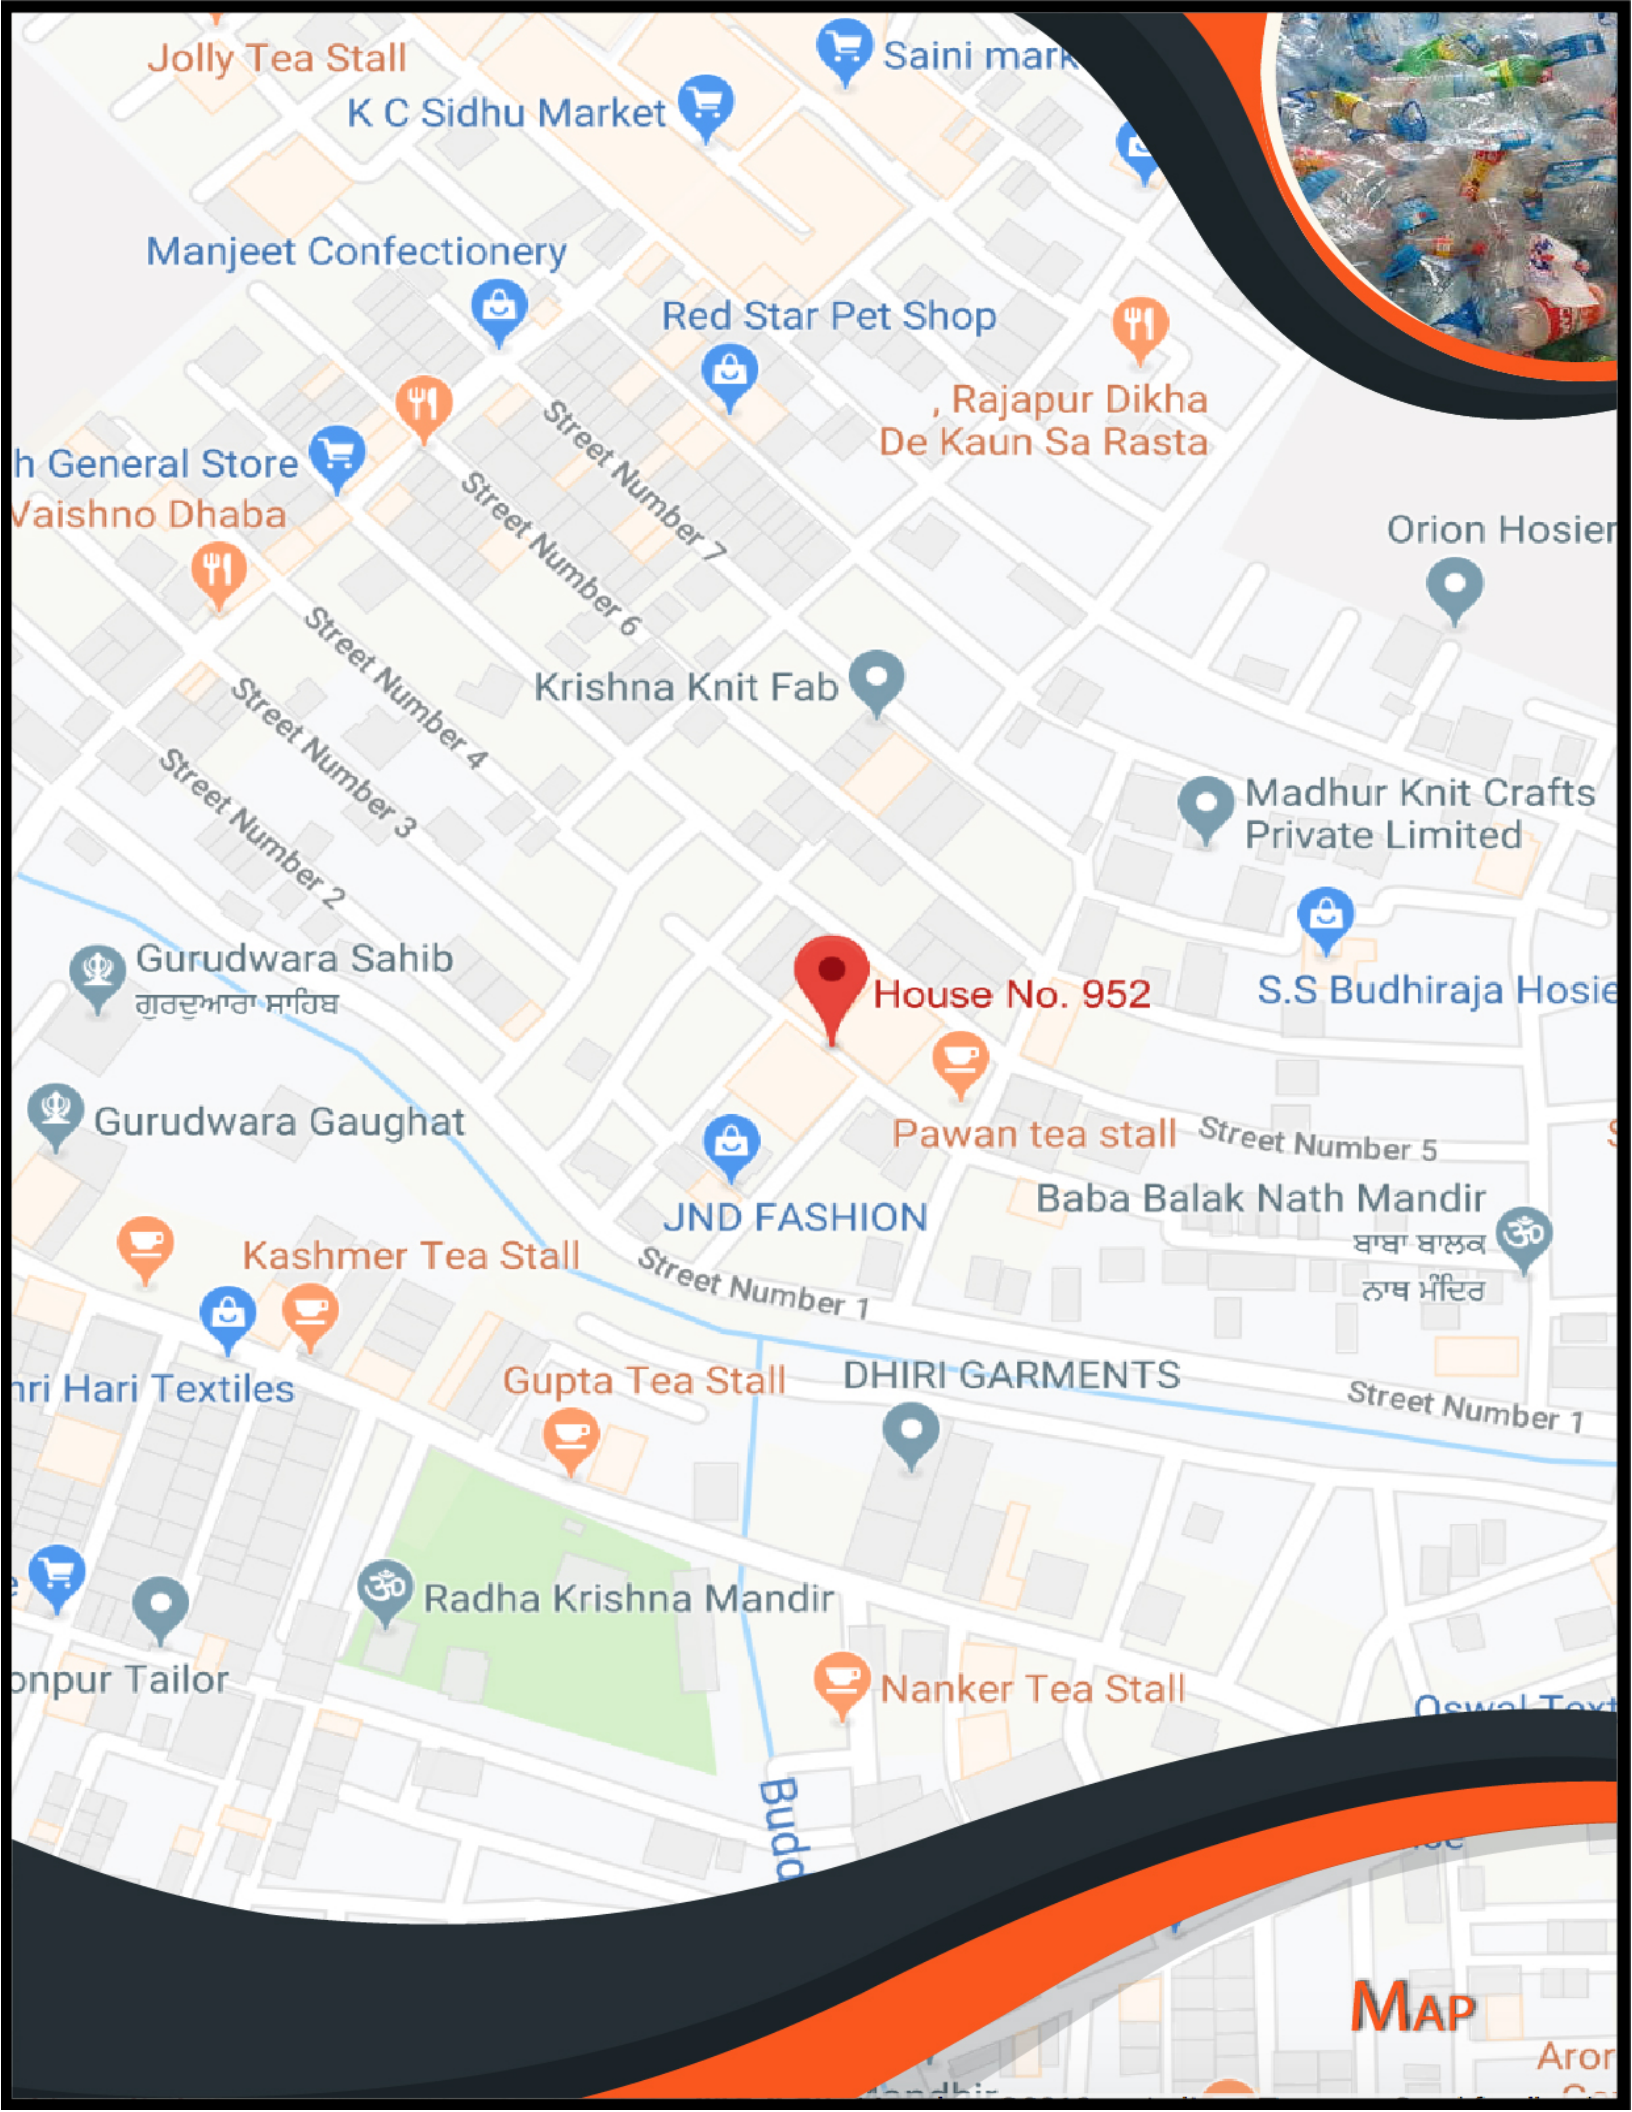 Jolly Tea Stall
Saini mark
K C Sidhu Market
Manjeet Confectionery
Red Star Pet Shop
, Rajapur Dikha
De Kaun Sa Rasta
h General Store
Vaishno Dhaba
Street Number 7
Street Number 6
Orion Hosier
Street Number 4
Krishna Knit Fab
Street Number 3
Street Number 2
Madhur Knit Crafts
Private Limited
Gurudwara Sahib
ਗੁਰਦੁਆਰਾ ਸਾਹਿਬ
House No. 952
S.S Budhiraja Hosie
Gurudwara Gaughat
Pawan tea stall
Street Number 5
Baba Balak Nath Mandir
ਬਾਬਾ ਬਾਲਕ
ਨਾਥ ਮੰਦਿਰ
JND FASHION
Kashmer Tea Stall
Street Number 1
hri Hari Textiles
Gupta Tea Stall
DHIRI GARMENTS
Street Number 1
Radha Krishna Mandir
onpur Tailor
Nanker Tea Stall
Oswal Text
Budd
MAP
Aror